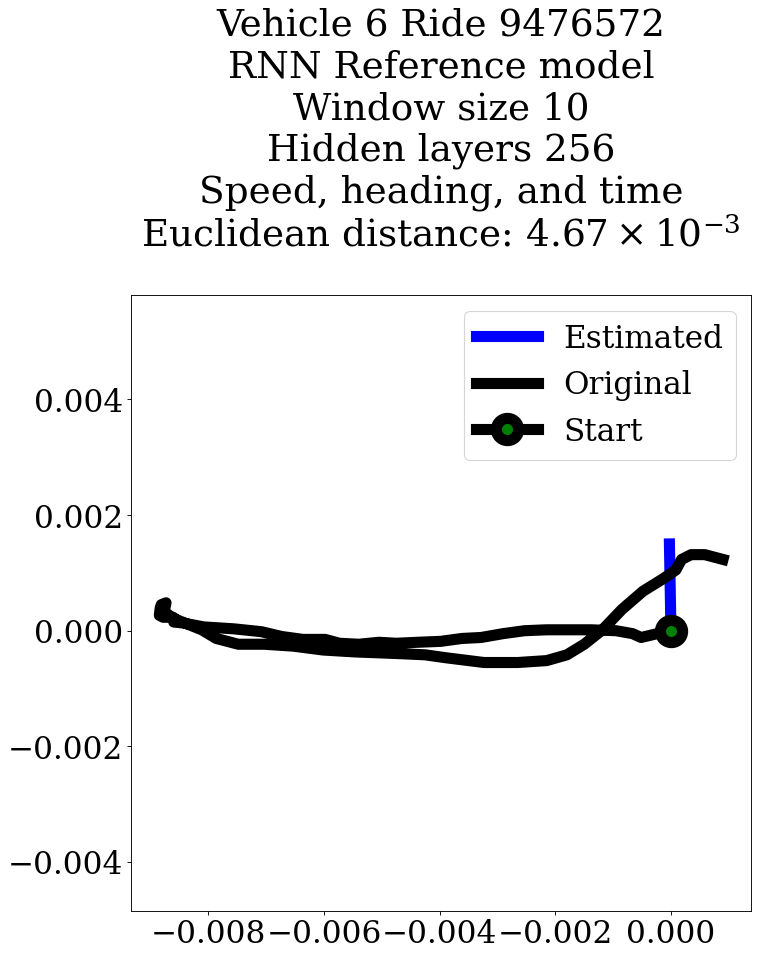 Vehicle 6 Ride 9476572
RNN Reference model
Window size 10
Hidden layers 256
Speed, heading, and time
Euclidean distance: 4.67 × 10⁻³
Estimated
Original
Start
0.004
0.002
0.000
−0.002
−0.004
−0.008 −0.006 −0.004 −0.002 0.000